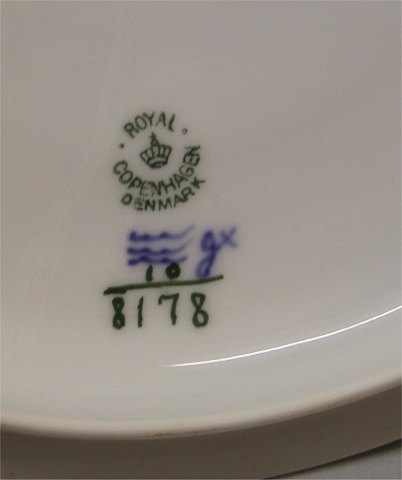 ROYAL
COPENHAGEN
DENMARK
gx
10
8178